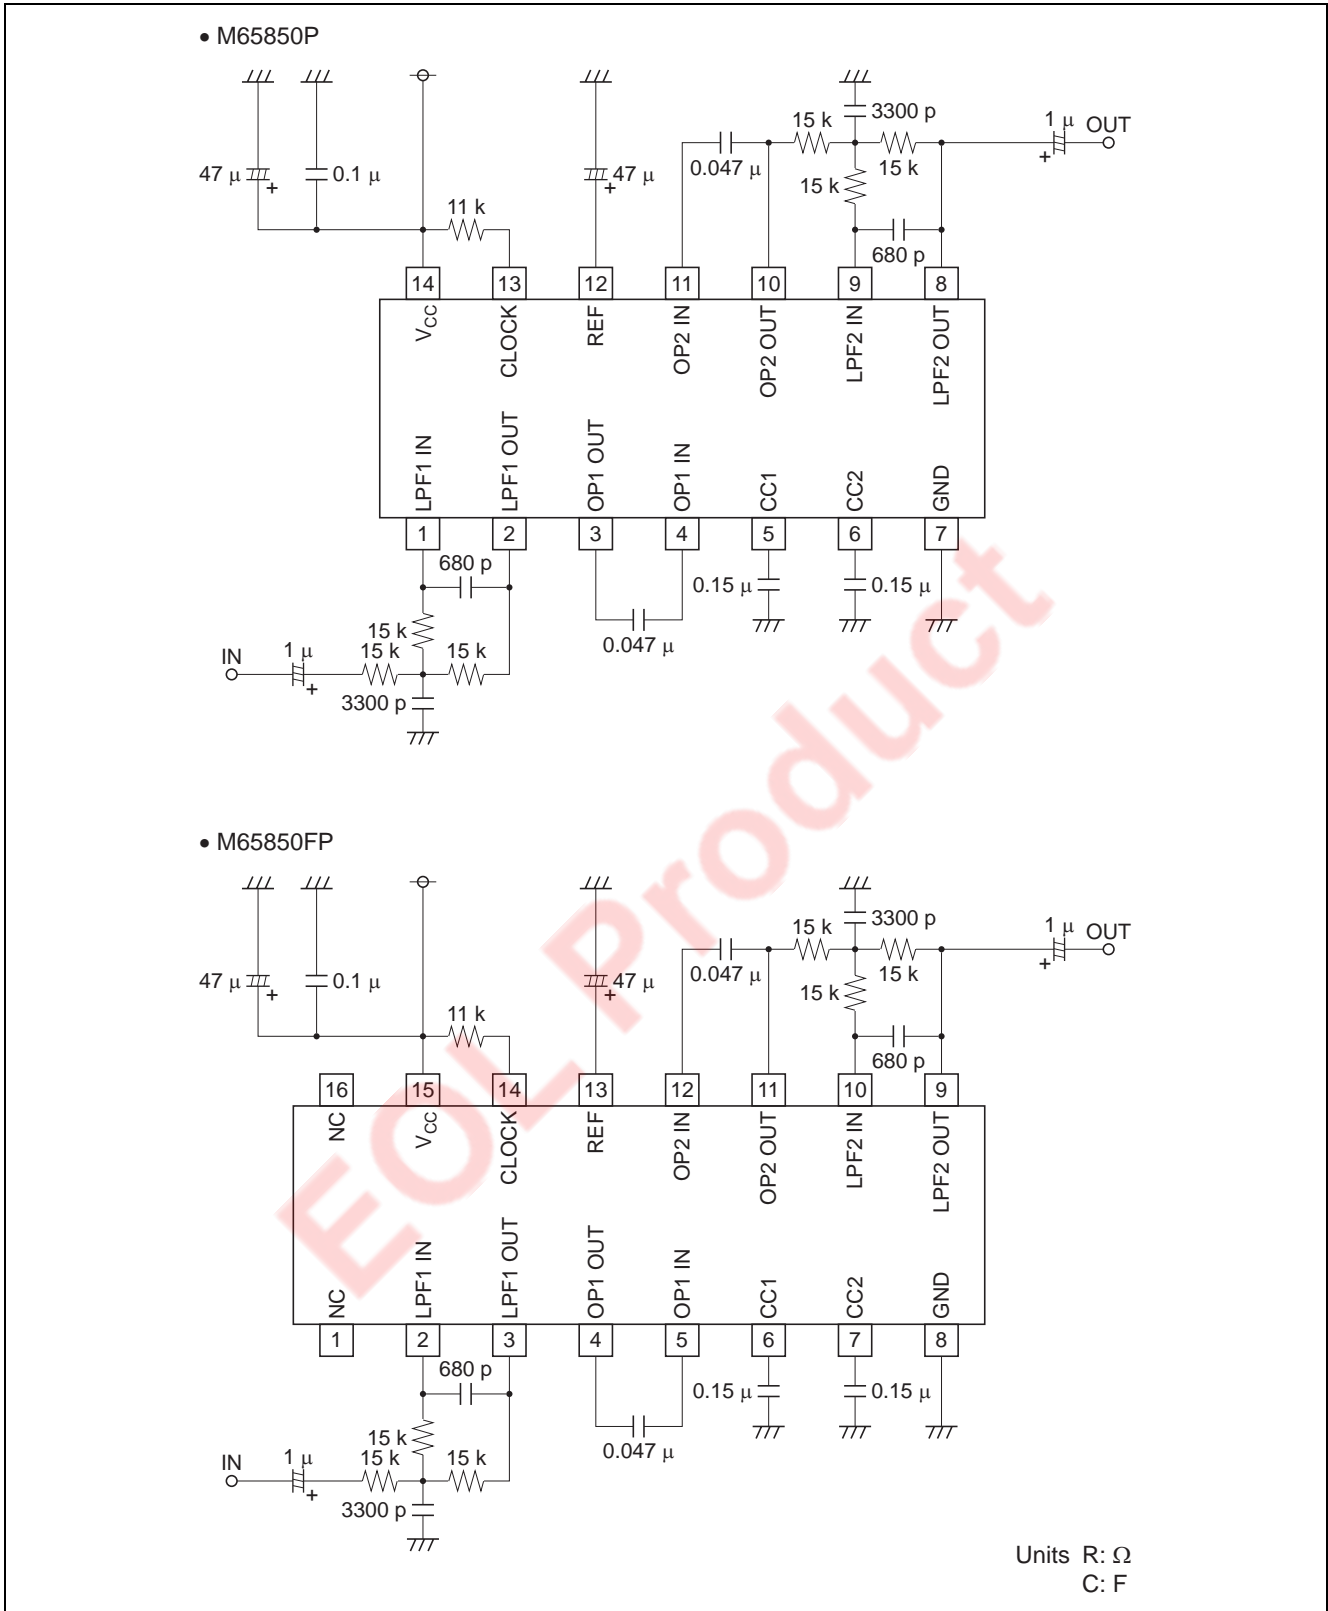 • M65850P
47 μ
+
0.1 μ
11 k
47 μ
+
0.047 μ
15 k
3300 p
15 k
15 k
680 p
1 μ
+
OUT
14
13
12
11
10
9
8
VCC
CLOCK
REF
OP2 IN
OP2 OUT
LPF2 IN
LPF2 OUT
LPF1 IN
LPF1 OUT
OP1 OUT
OP1 IN
CC1
CC2
GND
1
2
3
4
5
6
7
680 p
0.15 μ
0.15 μ
0.047 μ
15 k
IN
1 μ
+
15 k
15 k
3300 p
EOL Product
• M65850FP
47 μ
+
0.1 μ
11 k
47 μ
+
0.047 μ
15 k
3300 p
15 k
15 k
680 p
1 μ
+
OUT
16
15
14
13
12
11
10
9
NC
VCC
CLOCK
REF
OP2 IN
OP2 OUT
LPF2 IN
LPF2 OUT
NC
LPF1 IN
LPF1 OUT
OP1 OUT
OP1 IN
CC1
CC2
GND
1
2
3
4
5
6
7
8
680 p
0.15 μ
0.15 μ
0.047 μ
15 k
IN
1 μ
+
15 k
15 k
3300 p
Units R: Ω
C: F